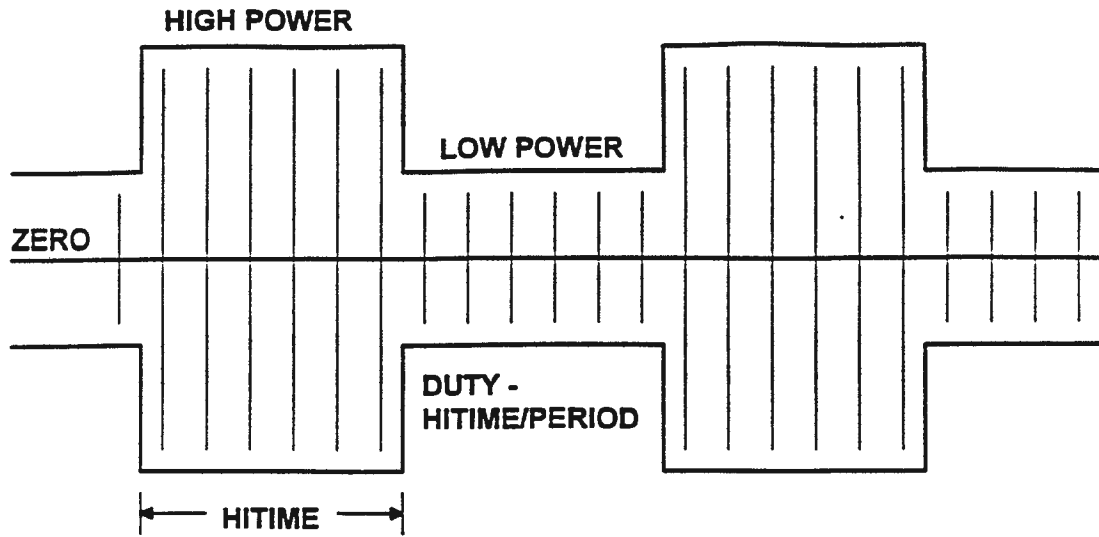 HIGH POWER
LOW POWER
ZERO
DUTY -
HITIME/PERIOD
HITIME